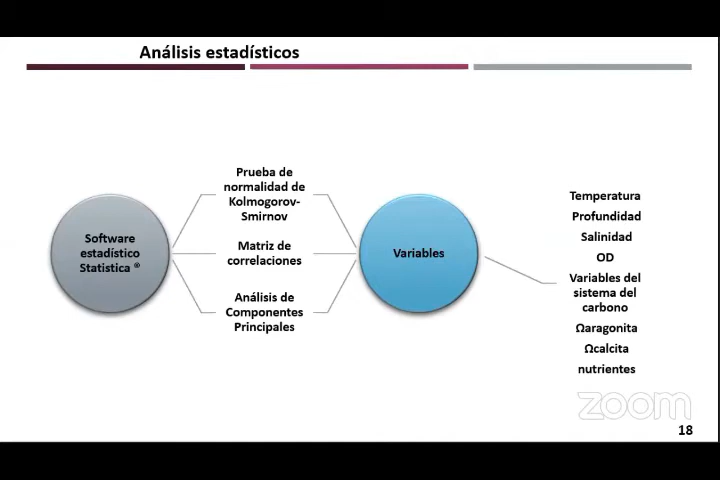 Análisis estadísticos
Software
estadístico
Statistica ®
Prueba de
normalidad de
Kolmogorov-
Smirnov
Matriz de
correlaciones
Análisis de
Componentes
Principales
Variables
Temperatura
Profundidad
Salinidad
OD
Variables del
sistema del
carbono
Ωaragonita
Ωcalcita
nutrientes
zoom
18